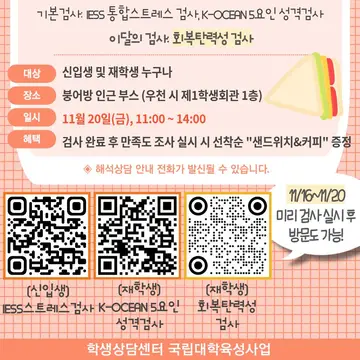 기본검사: IESS 통합스트레스 검사, K-OCEAN 5요인 성격검사
이달의 검사: 회복탄력성 검사
대상 신입생 및 재학생 누구나
장소 붕어방 인근 부스 (우천 시 제1학생회관 1층)
일시 11월 20일(금), 11:00 ~ 14:00
혜택 검사 완료 후 만족도 조사 실시 시 선착순 "샌드위치&커피" 증정
※ 해석상담 안내 전화가 발신될 수 있습니다.
11/16~11/20
미리 검사 실시 후
방문도 가능!
(신입생)
IESS스트레스검사
(재학생)
K-OCEAN 5요인
성격검사
(재학생)
회복탄력성
검사
학생상담센터 국립대학육성사업